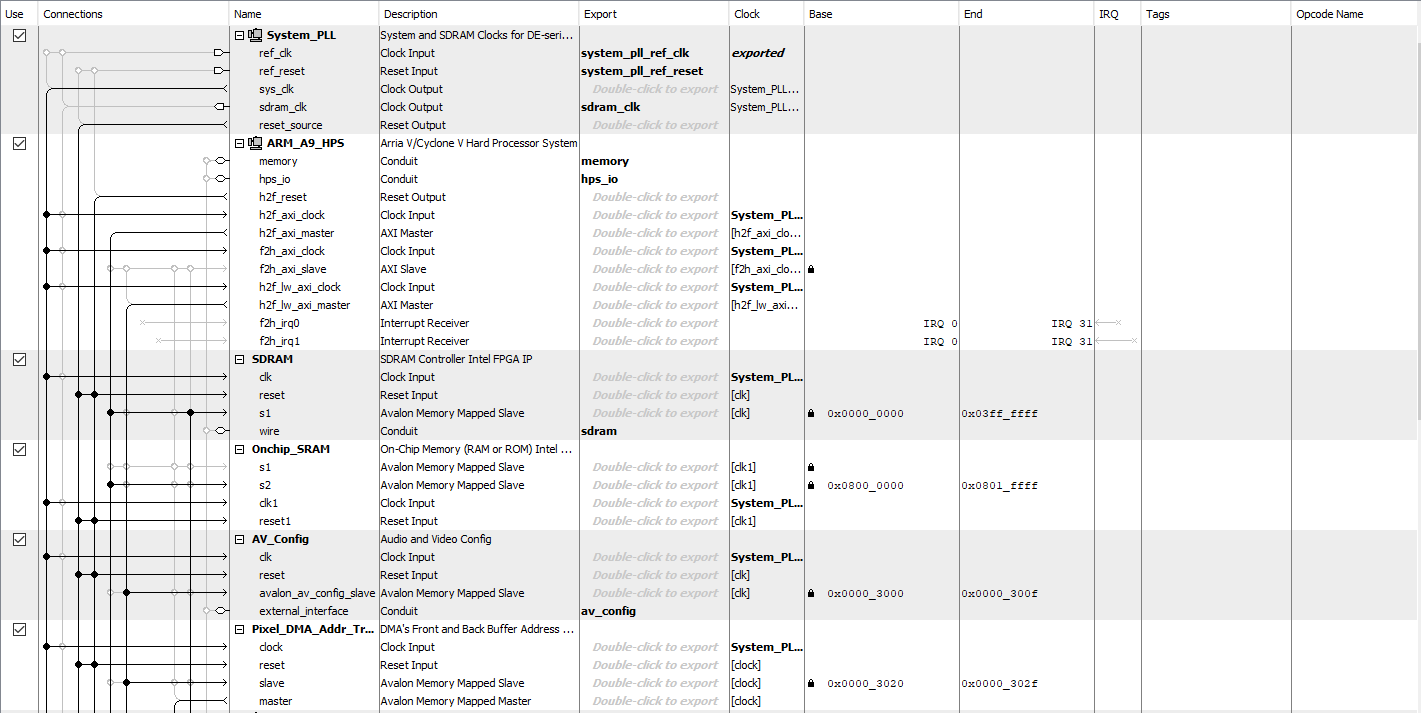 Use Connections Name Description Export Clock Base End IRQ Tags Opcode Name
System_PLL System and SDRAM Clocks for DE-seri...
ref_clk Clock Input system_pll_ref_clk exported
ref_reset Reset Input system_pll_ref_reset
sys_clk Clock Output Double-click to export System_PLL...
sdram_clk Clock Output sdram_clk System_PLL...
reset_source Reset Output Double-click to export
ARM_A9_HPS Arria V/Cyclone V Hard Processor System
memory Conduit memory
hps_io Conduit hps_io
h2f_reset Reset Output Double-click to export
h2f_axi_clock Clock Input Double-click to export System_PL...
h2f_axi_master AXI Master Double-click to export [h2f_axi_clo...
f2h_axi_clock Clock Input Double-click to export System_PL...
f2h_axi_slave AXI Slave Double-click to export [f2h_axi_clo...
h2f_lw_axi_clock Clock Input Double-click to export System_PL...
h2f_lw_axi_master AXI Master Double-click to export [h2f_lw_axi...
f2h_irq0 Interrupt Receiver Double-click to export IRQ 0 IRQ 31
f2h_irq1 Interrupt Receiver Double-click to export IRQ 0 IRQ 31
SDRAM SDRAM Controller Intel FPGA IP
clk Clock Input Double-click to export System_PL...
reset Reset Input Double-click to export [clk]
s1 Avalon Memory Mapped Slave Double-click to export [clk] 0x0000_0000 0x03ff_ffff
wire Conduit sdram
Onchip_SRAM On-Chip Memory (RAM or ROM) Intel ...
s1 Avalon Memory Mapped Slave Double-click to export [clk1]
s2 Avalon Memory Mapped Slave Double-click to export [clk1] 0x0800_0000 0x0801_ffff
clk1 Clock Input Double-click to export System_PL...
reset1 Reset Input Double-click to export [clk1]
AV_Config Audio and Video Config
clk Clock Input Double-click to export System_PL...
reset Reset Input Double-click to export [clk]
avalon_av_config_slave Avalon Memory Mapped Slave Double-click to export [clk] 0x0000_3000 0x0000_300f
external_interface Conduit av_config
Pixel_DMA_Addr_Tr... DMA's Front and Back Buffer Address ...
clock Clock Input Double-click to export System_PL...
reset Reset Input Double-click to export [clock]
slave Avalon Memory Mapped Slave Double-click to export [clock] 0x0000_3020 0x0000_302f
master Avalon Memory Mapped Master Double-click to export [clock]